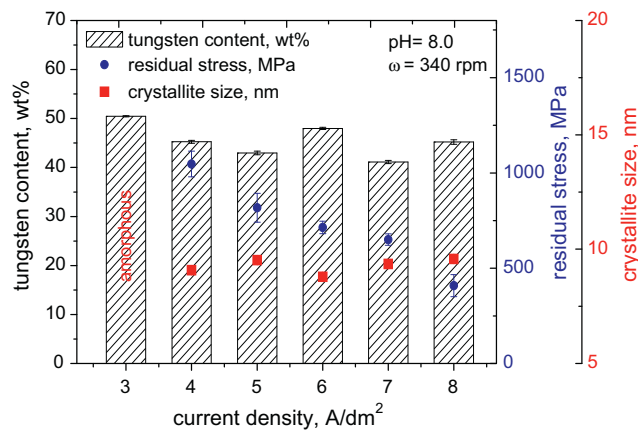 tungsten content, wt%
residual stress, MPa
crystallite size, nm
pH= 8.0
ω = 340 rpm
tungsten content, wt%
70
60
50
40
30
20
10
0
amorphous
3 4 5 6 7 8
current density, A/dm²
1500
1000
500
0
residual stress, MPa
20
15
10
5
crystallite size, nm